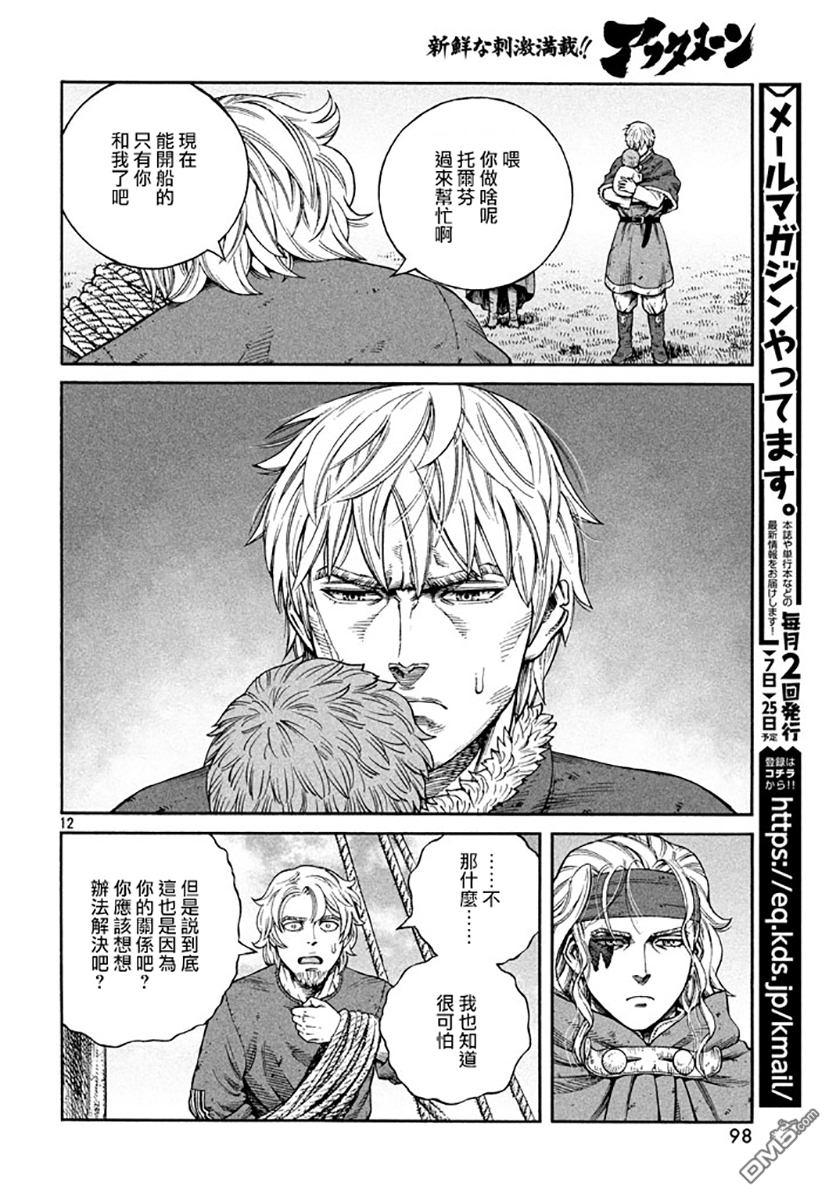 新鮮な刺激満載!!
アフタヌーン
喂
你做啥呢
托爾芬
過來幫忙啊
現在
能開船的
只有你
和我了吧
12
……不
那什麼……
我也知道
很可怕
但是說到底
這也是因為
你的關係吧?
你應該想想
辦法解決吧?
メールマガジンやってます。
本誌や単行本などの
最新情報をお届けします!
毎月2回発行
▼7日▼25日予定
登録は
コチラ
から!!
https://eq.kds.jp/kmail/
98
DM5.com